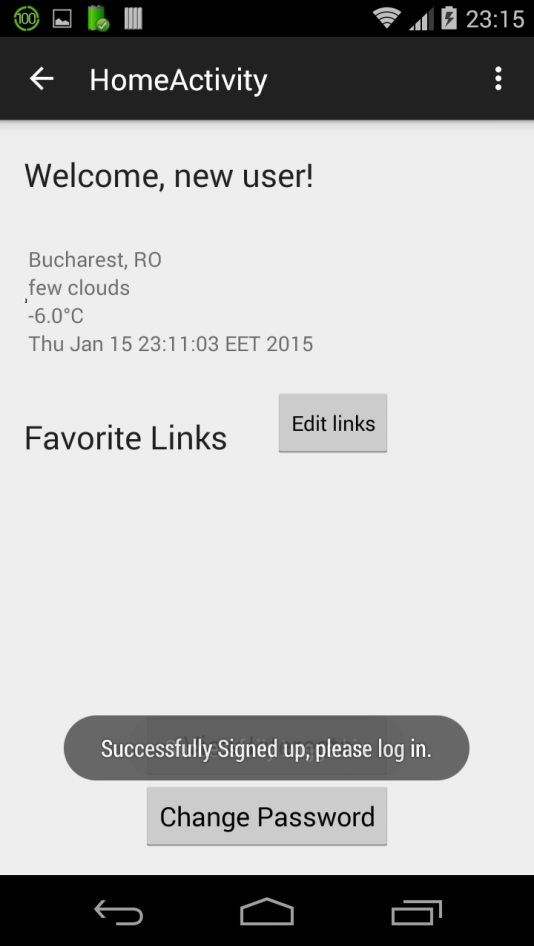 100
23:15
HomeActivity
Welcome, new user!
Bucharest, RO
few clouds
-6.0°C
Thu Jan 15 23:11:03 EET 2015
Favorite Links
Edit links
Successfully Signed up, please log in.
Change Password